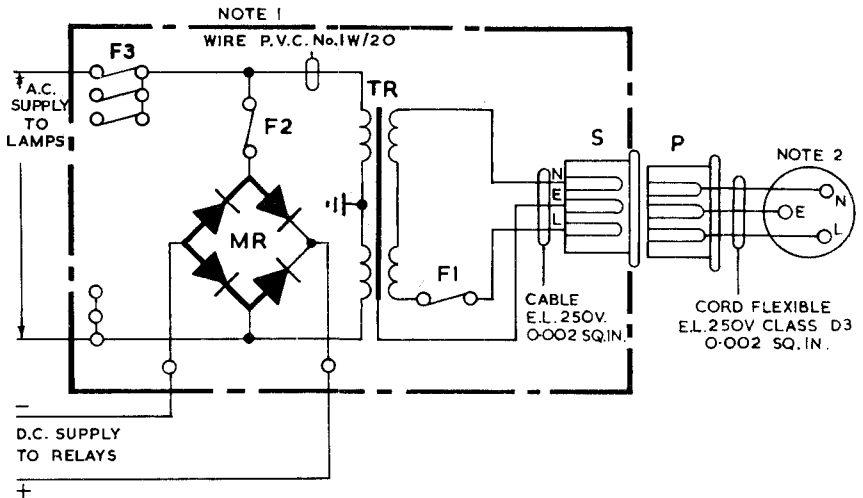 NOTE 1
WIRE P.V.C. No.1W/20
F3
TR
A.C.
SUPPLY
TO
LAMPS
F2
S
P
NOTE 2
N
E
L
N
E
L
MR
F1
CABLE
E.L. 250V.
0·002 SQ.IN.
CORD FLEXIBLE
E.L. 250V CLASS D3
0·002 SQ.IN.
−
D.C. SUPPLY
TO RELAYS
+